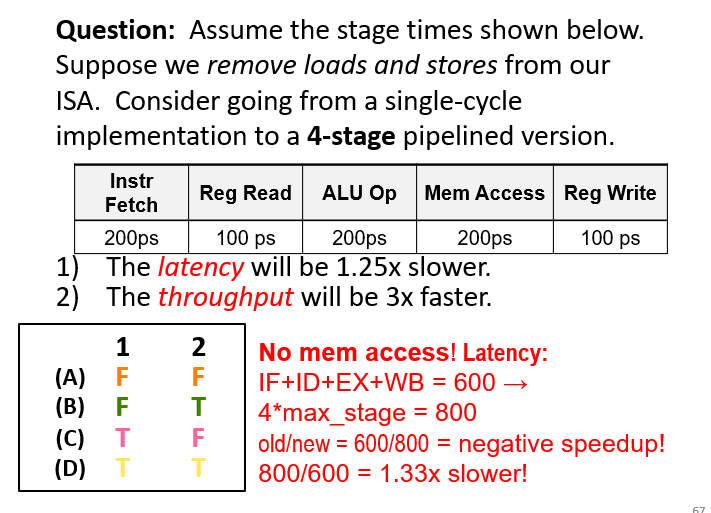 Question: Assume the stage times shown below.
Suppose we remove loads and stores from our
ISA. Consider going from a single-cycle
implementation to a 4-stage pipelined version.
Instr Fetch Reg Read ALU Op Mem Access Reg Write
200ps 100 ps 200ps 200ps 100 ps
1) The latency will be 1.25x slower.
2) The throughput will be 3x faster.
1 2
(A) F F
(B) F T
(C) T F
(D) T T
No mem access! Latency:
IF+ID+EX+WB = 600 →
4*max_stage = 800
old/new = 600/800 = negative speedup!
800/600 = 1.33x slower!
67